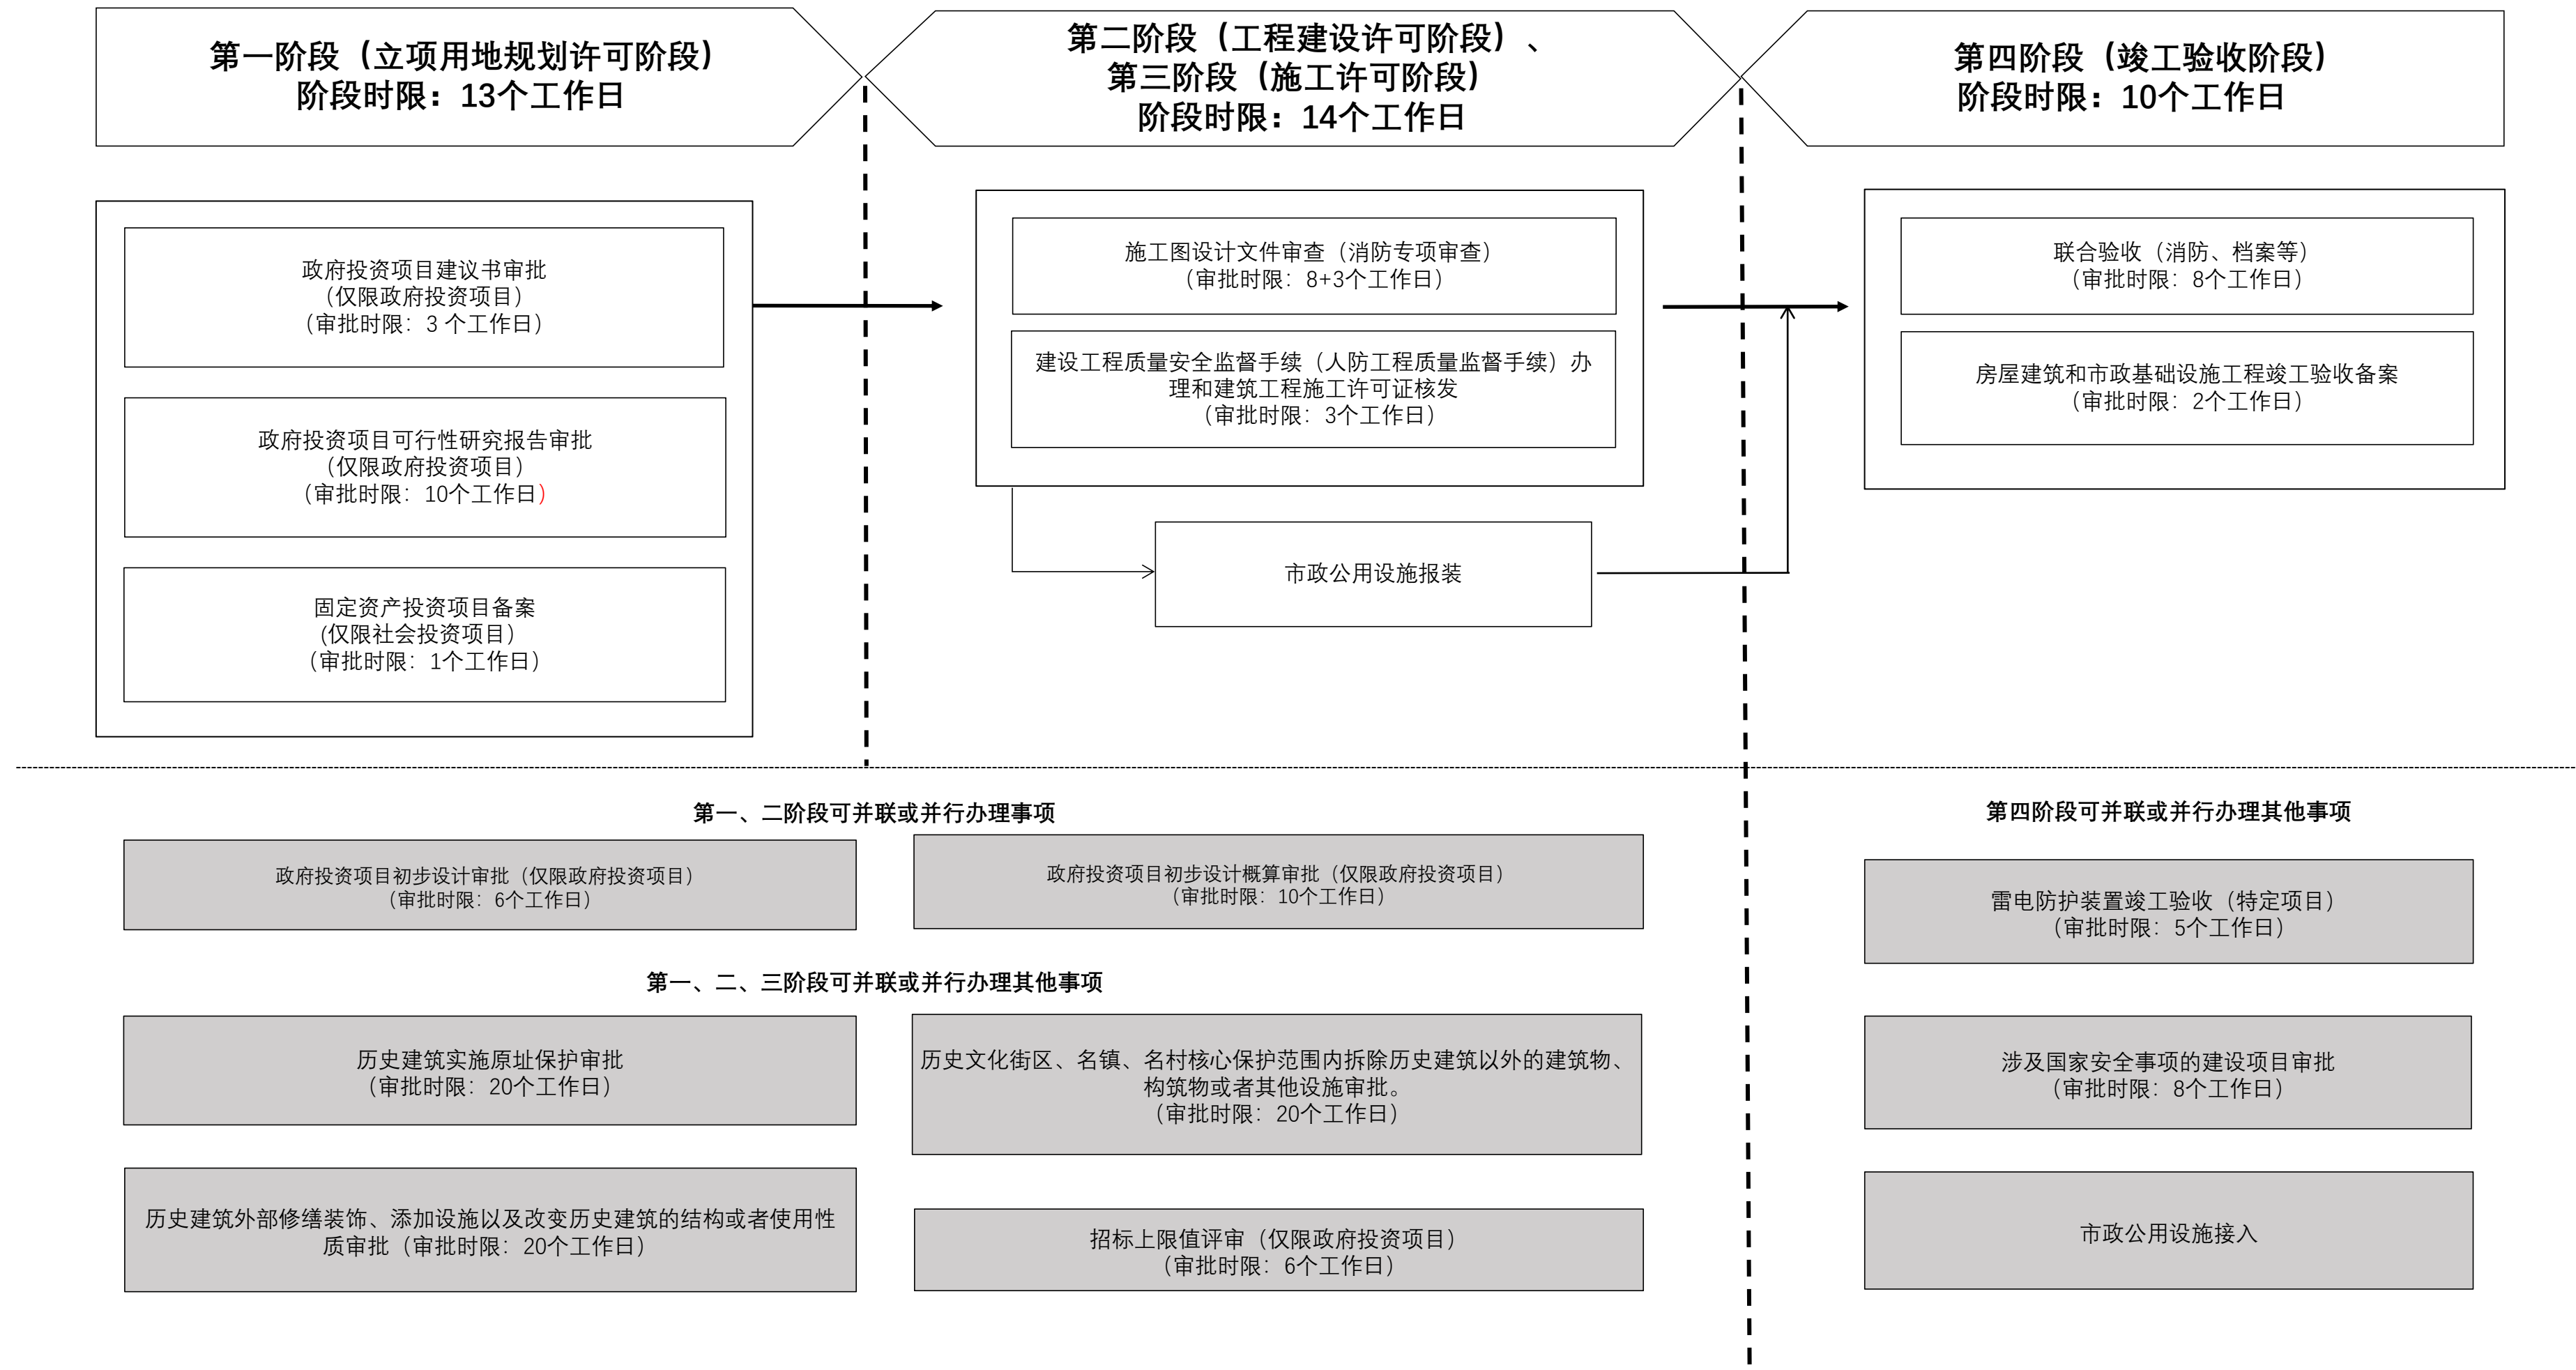 第一阶段（立项用地规划许可阶段）
阶段时限：13个工作日
第二阶段（工程建设许可阶段）、
第三阶段（施工许可阶段）
阶段时限：14个工作日
第四阶段（竣工验收阶段）
阶段时限：10个工作日
政府投资项目建议书审批
（仅限政府投资项目）
（审批时限：3 个工作日）
政府投资项目可行性研究报告审批
（仅限政府投资项目）
（审批时限：10个工作日）
固定资产投资项目备案
(仅限社会投资项目）
（审批时限：1个工作日）
施工图设计文件审查（消防专项审查）
（审批时限：8+3个工作日）
建设工程质量安全监督手续（人防工程质量监督手续）办
理和建筑工程施工许可证核发
（审批时限：3个工作日）
市政公用设施报装
联合验收（消防、档案等）
（审批时限：8个工作日）
房屋建筑和市政基础设施工程竣工验收备案
（审批时限：2个工作日）
第一、二阶段可并联或并行办理事项
政府投资项目初步设计审批（仅限政府投资项目）
（审批时限：6个工作日）
政府投资项目初步设计概算审批（仅限政府投资项目）
（审批时限：10个工作日）
第一、二、三阶段可并联或并行办理其他事项
历史建筑实施原址保护审批
（审批时限：20个工作日）
历史文化街区、名镇、名村核心保护范围内拆除历史建筑以外的建筑物、
构筑物或者其他设施审批。
（审批时限：20个工作日）
历史建筑外部修缮装饰、添加设施以及改变历史建筑的结构或者使用性
质审批（审批时限：20个工作日）
招标上限值评审（仅限政府投资项目）
（审批时限：6个工作日）
第四阶段可并联或并行办理其他事项
雷电防护装置竣工验收（特定项目）
（审批时限：5个工作日）
涉及国家安全事项的建设项目审批
（审批时限：8个工作日）
市政公用设施接入